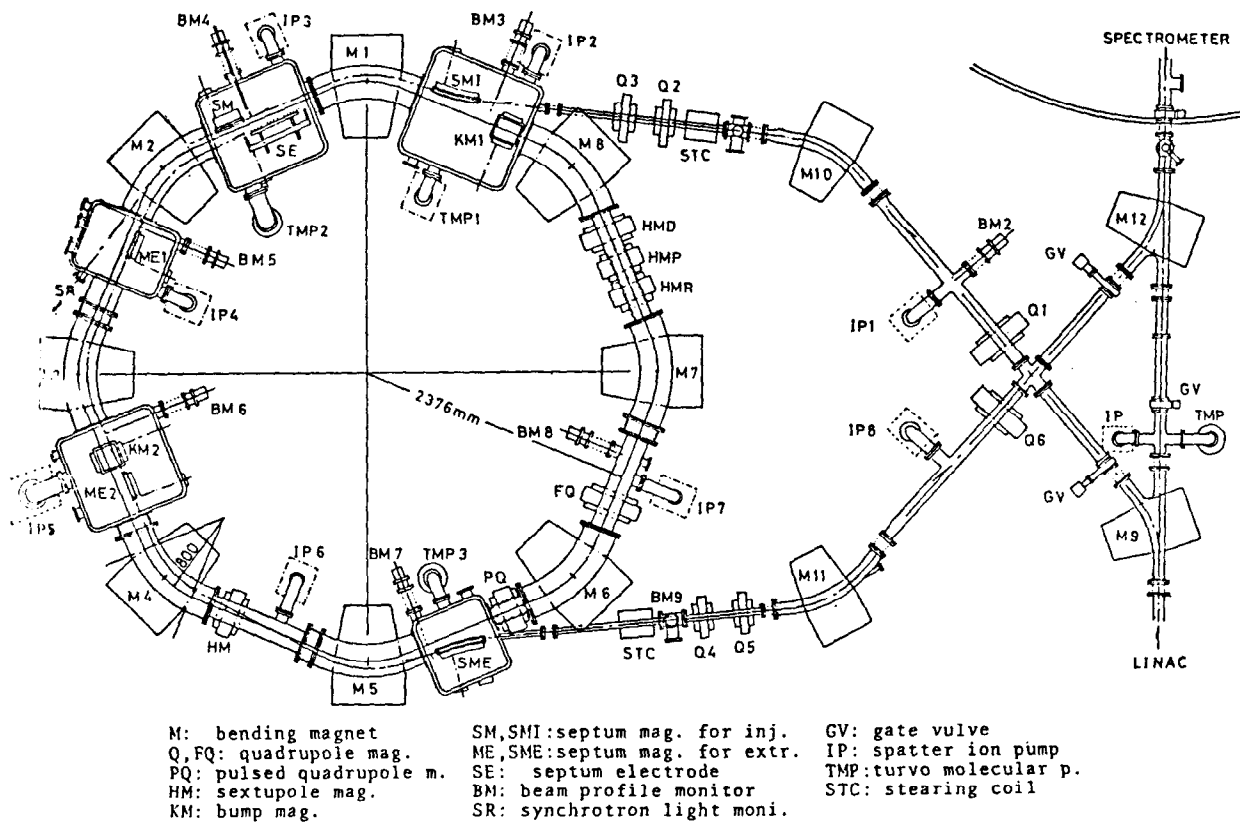 BM4
IP3
M1
BM3
IP2
SPECTROMETER
SMI
Q3
Q2
SM
M2
KM1
M8
STC
SE
M10
TMP1
TMP2
HMD
BM2
M12
ME1
BM5
HMP
GV
SR
HMR
IP4
IP1
Q1
M7
2376mm
BM6
BM8
GV
IP
TMP
KM2
IP8
Q6
ME2
FQ
IP7
GV
IP5
M9
800
IP6
BM7
TMP3
PQ
M4
M6
M11
BM9
HM
STC
Q4
Q5
SME
M5
LINAC
M: bending magnet
Q,FQ: quadrupole mag.
PQ: pulsed quadrupole m.
HM: sextupole mag.
KM: bump mag.
SM,SMI:septum mag. for inj.
ME,SME:septum mag. for extr.
SE: septum electrode
BM: beam profile monitor
SR: synchrotron light moni.
GV: gate vulve
IP: spatter ion pump
TMP:turvo molecular p.
STC: stearing coil